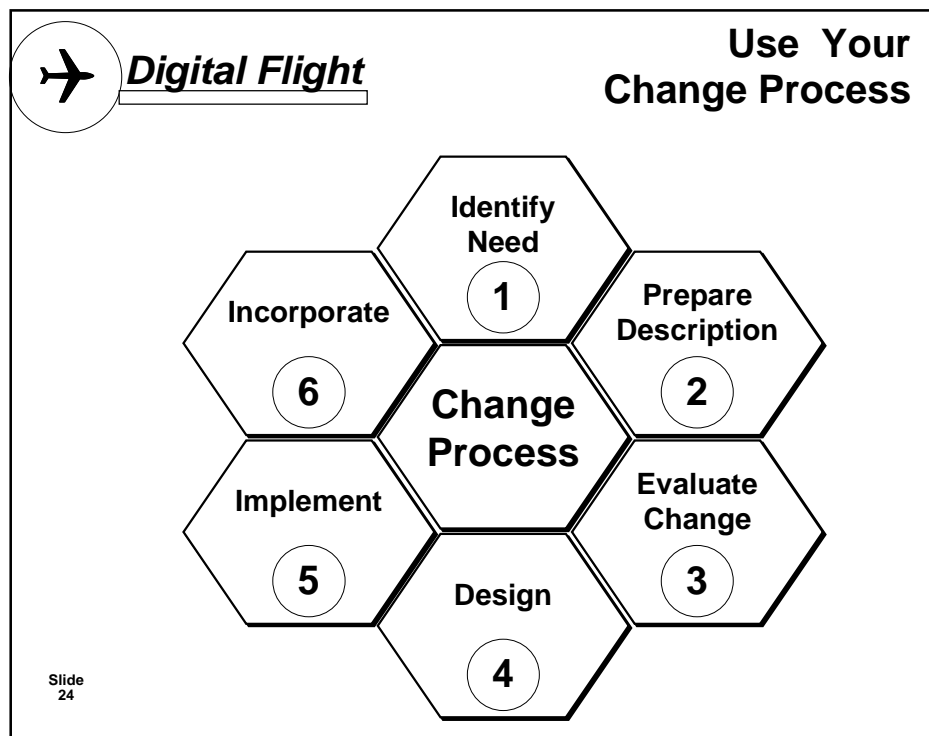 Digital Flight
Use Your
Change Process
Identify
Need
1
Prepare
Description
2
Evaluate
Change
3
Design
4
Implement
5
Incorporate
6
Change
Process
Slide
24